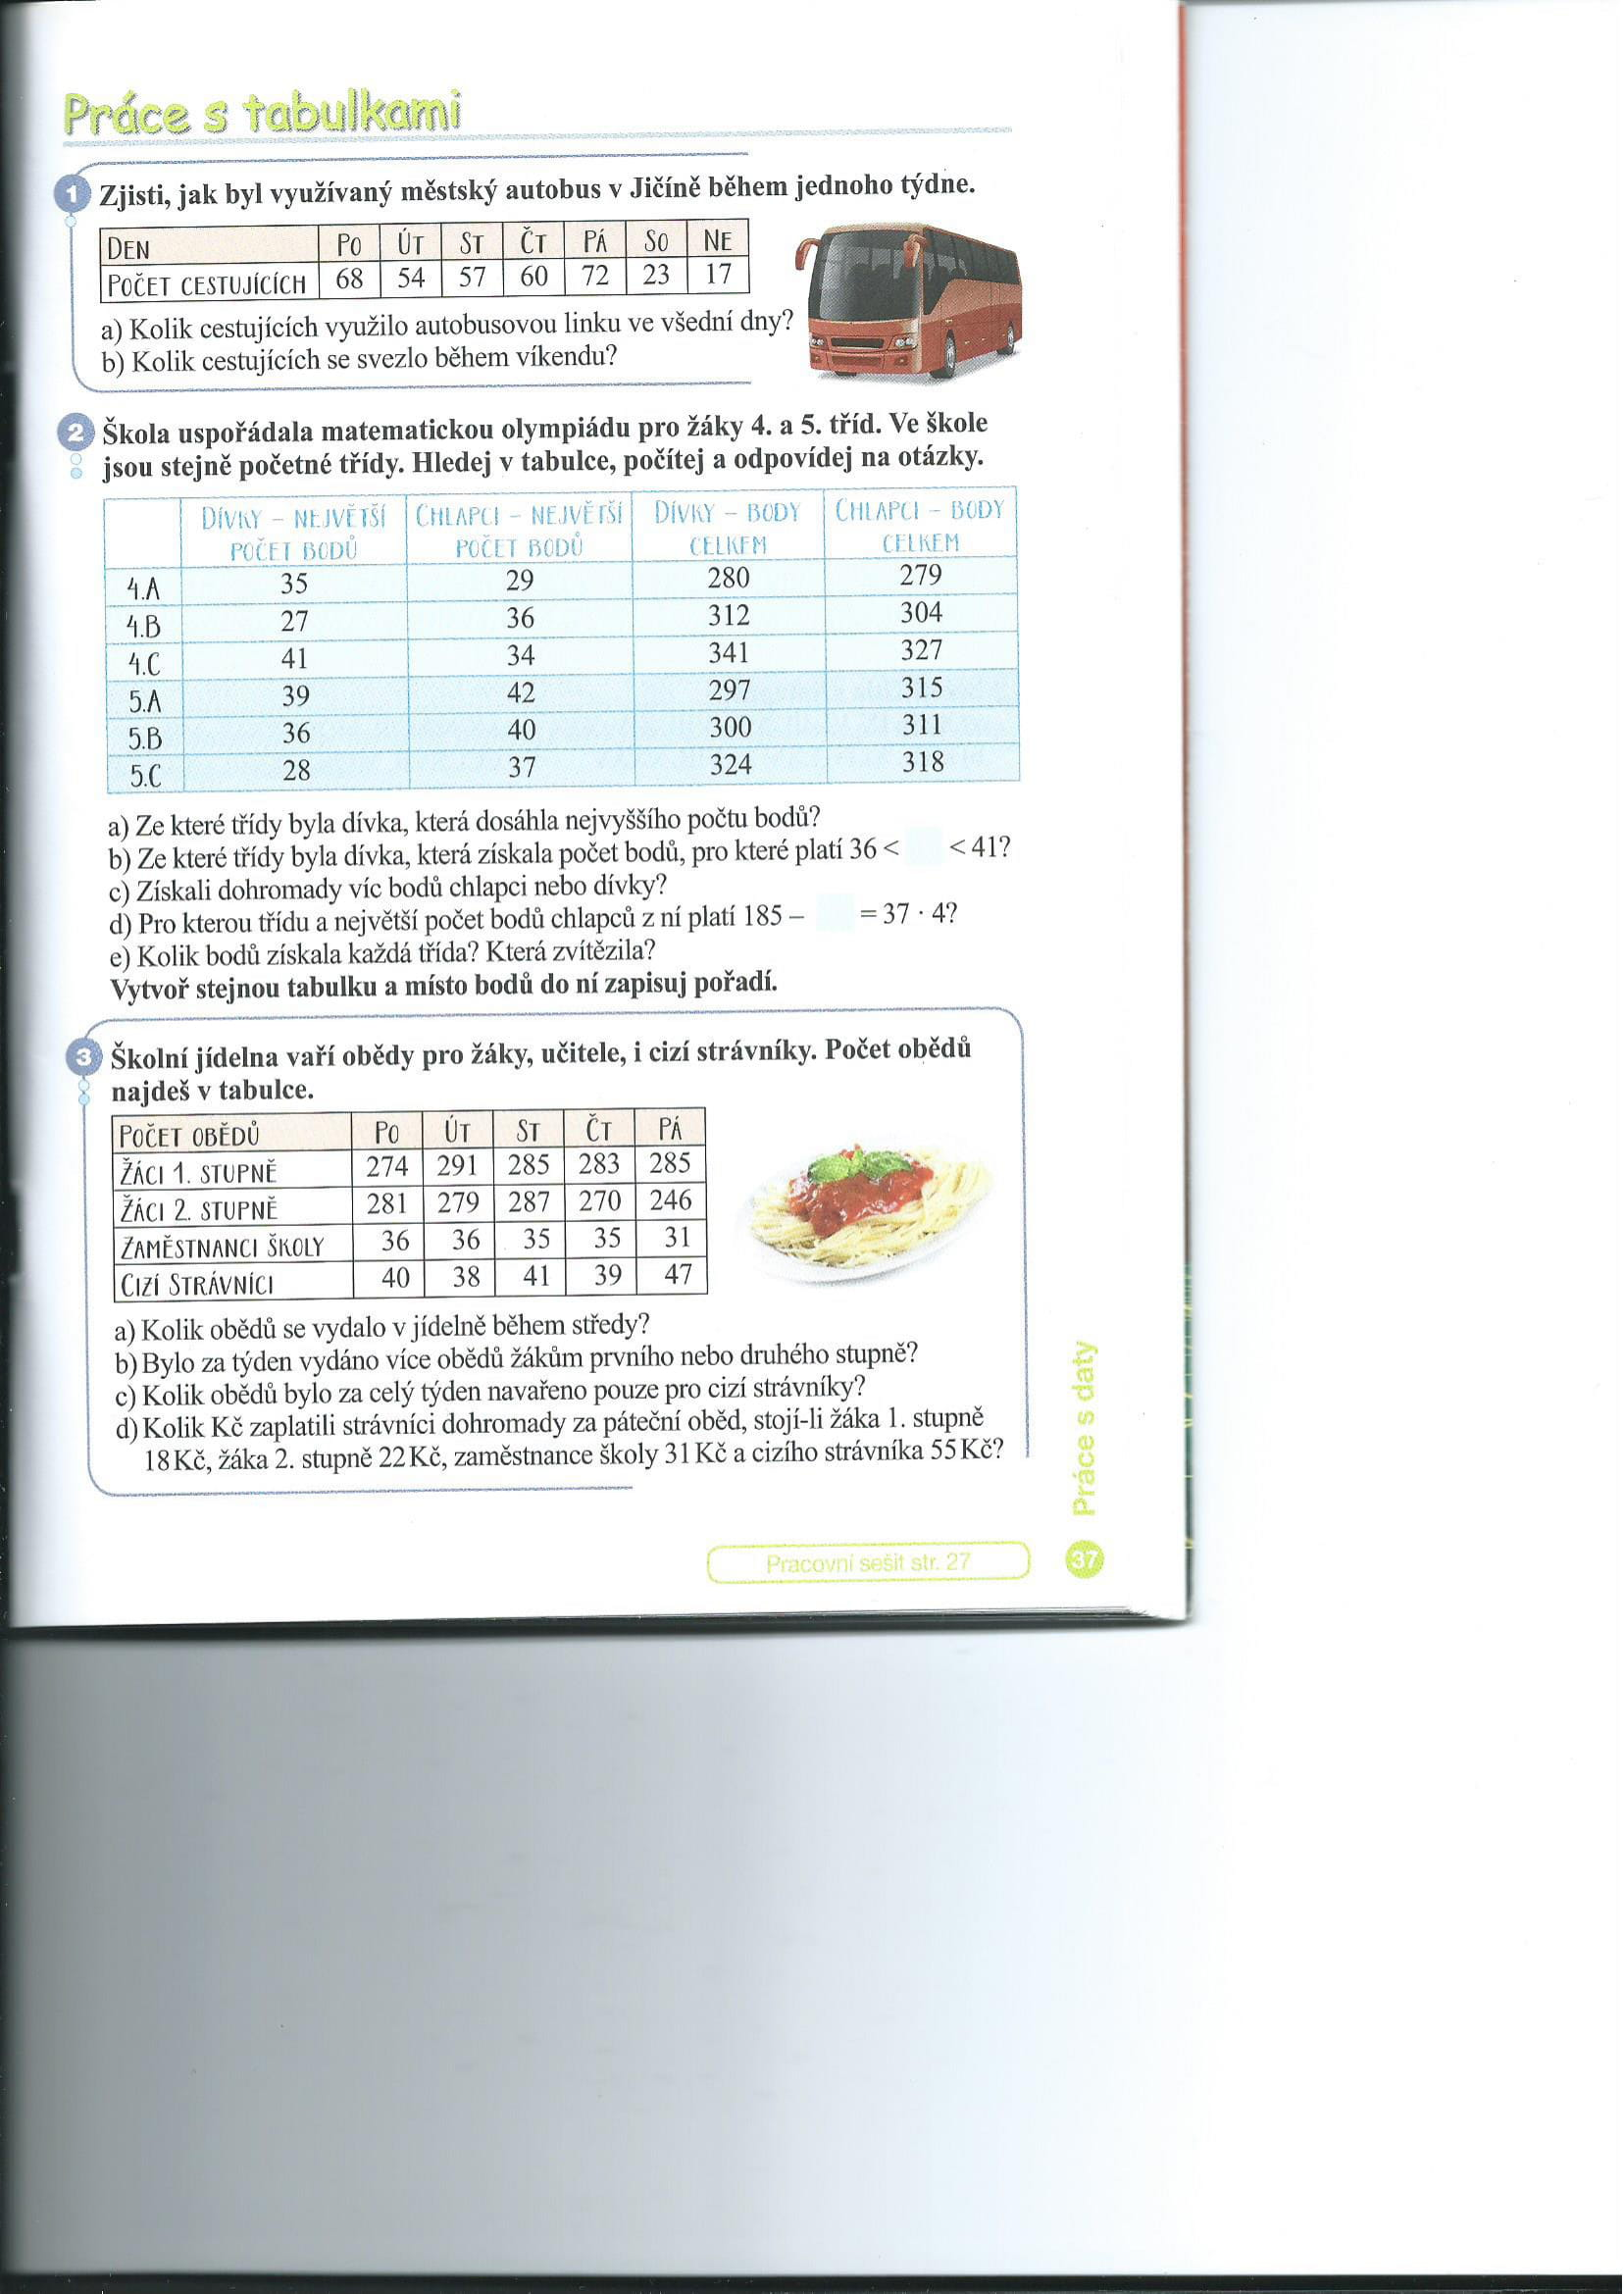 Práce s tabulkami
1 Zjisti, jak byl využívaný městský autobus v Jičíně během jednoho týdne.
DEN PO ÚT ST ČT PÁ SO NE
POČET CESTUJÍCÍCH 68 54 57 60 72 23 17
a) Kolik cestujících využilo autobusovou linku ve všední dny?
b) Kolik cestujících se svezlo během víkendu?
2 Škola uspořádala matematickou olympiádu pro žáky 4. a 5. tříd. Ve škole
jsou stejně početné třídy. Hledej v tabulce, počítej a odpovídej na otázky.
DÍVKY – NEJVĚTŠÍ CHLAPCI – NEJVĚTŠÍ DÍVKY – BODY CHLAPCI – BODY
POČET BODŮ POČET BODŮ CELKEM CELKEM
4.A 35 29 280 279
4.B 27 36 312 304
4.C 41 34 341 327
5.A 39 42 297 315
5.B 36 40 300 311
5.C 28 37 324 318
a) Ze které třídy byla dívka, která dosáhla nejvyššího počtu bodů?
b) Ze které třídy byla dívka, která získala počet bodů, pro které platí 36 < < 41?
c) Získali dohromady víc bodů chlapci nebo dívky?
d) Pro kterou třídu a největší počet bodů chlapců z ní platí 185 – = 37 · 4?
e) Kolik bodů získala každá třída? Která zvítězila?
Vytvoř stejnou tabulku a místo bodů do ní zapisuj pořadí.
3 Školní jídelna vaří obědy pro žáky, učitele, i cizí strávníky. Počet obědů
najdeš v tabulce.
POČET OBĚDŮ PO ÚT ST ČT PÁ
ŽÁCI 1. STUPNĚ 274 291 285 283 285
ŽÁCI 2. STUPNĚ 281 279 287 270 246
ZAMĚSTNANCI ŠKOLY 36 36 35 35 31
CIZÍ STRÁVNÍCI 40 38 41 39 47
a) Kolik obědů se vydalo v jídelně během středy?
b) Bylo za týden vydáno více obědů žákům prvního nebo druhého stupně?
c) Kolik obědů bylo za celý týden navařeno pouze pro cizí strávníky?
d) Kolik Kč zaplatili strávníci dohromady za páteční oběd, stojí-li žáka 1. stupně
18 Kč, žáka 2. stupně 22 Kč, zaměstnance školy 31 Kč a cizího strávníka 55 Kč?
Práce s daty
Pracovní sešit str. 27
37